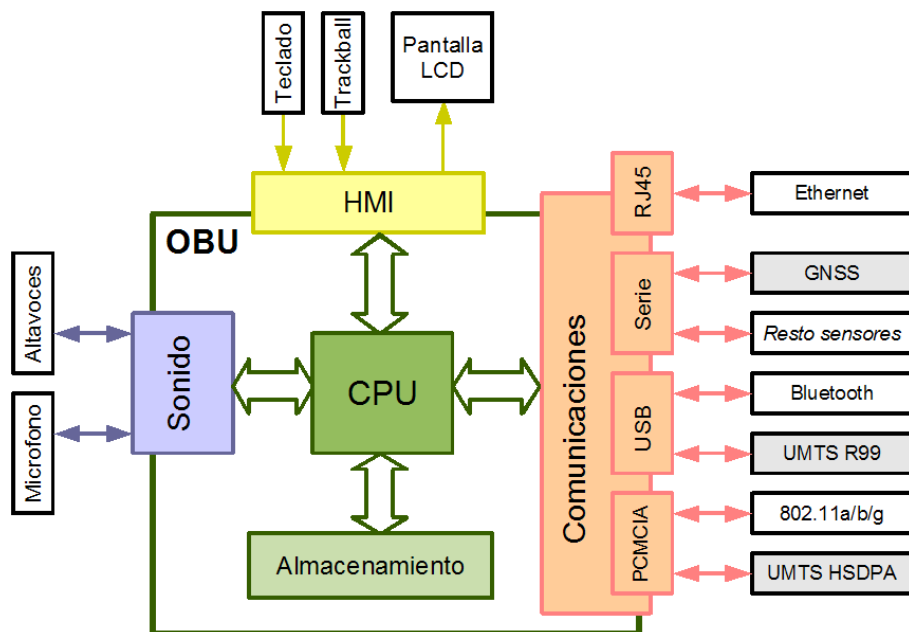 Teclado
Trackball
Pantalla
LCD
HMI
OBU
RJ45
Ethernet
Altavoces
Sonido
CPU
Comunicaciones
Serie
GNSS
Resto sensores
Microfono
USB
Bluetooth
UMTS R99
Almacenamiento
PCMCIA
802.11a/b/g
UMTS HSDPA